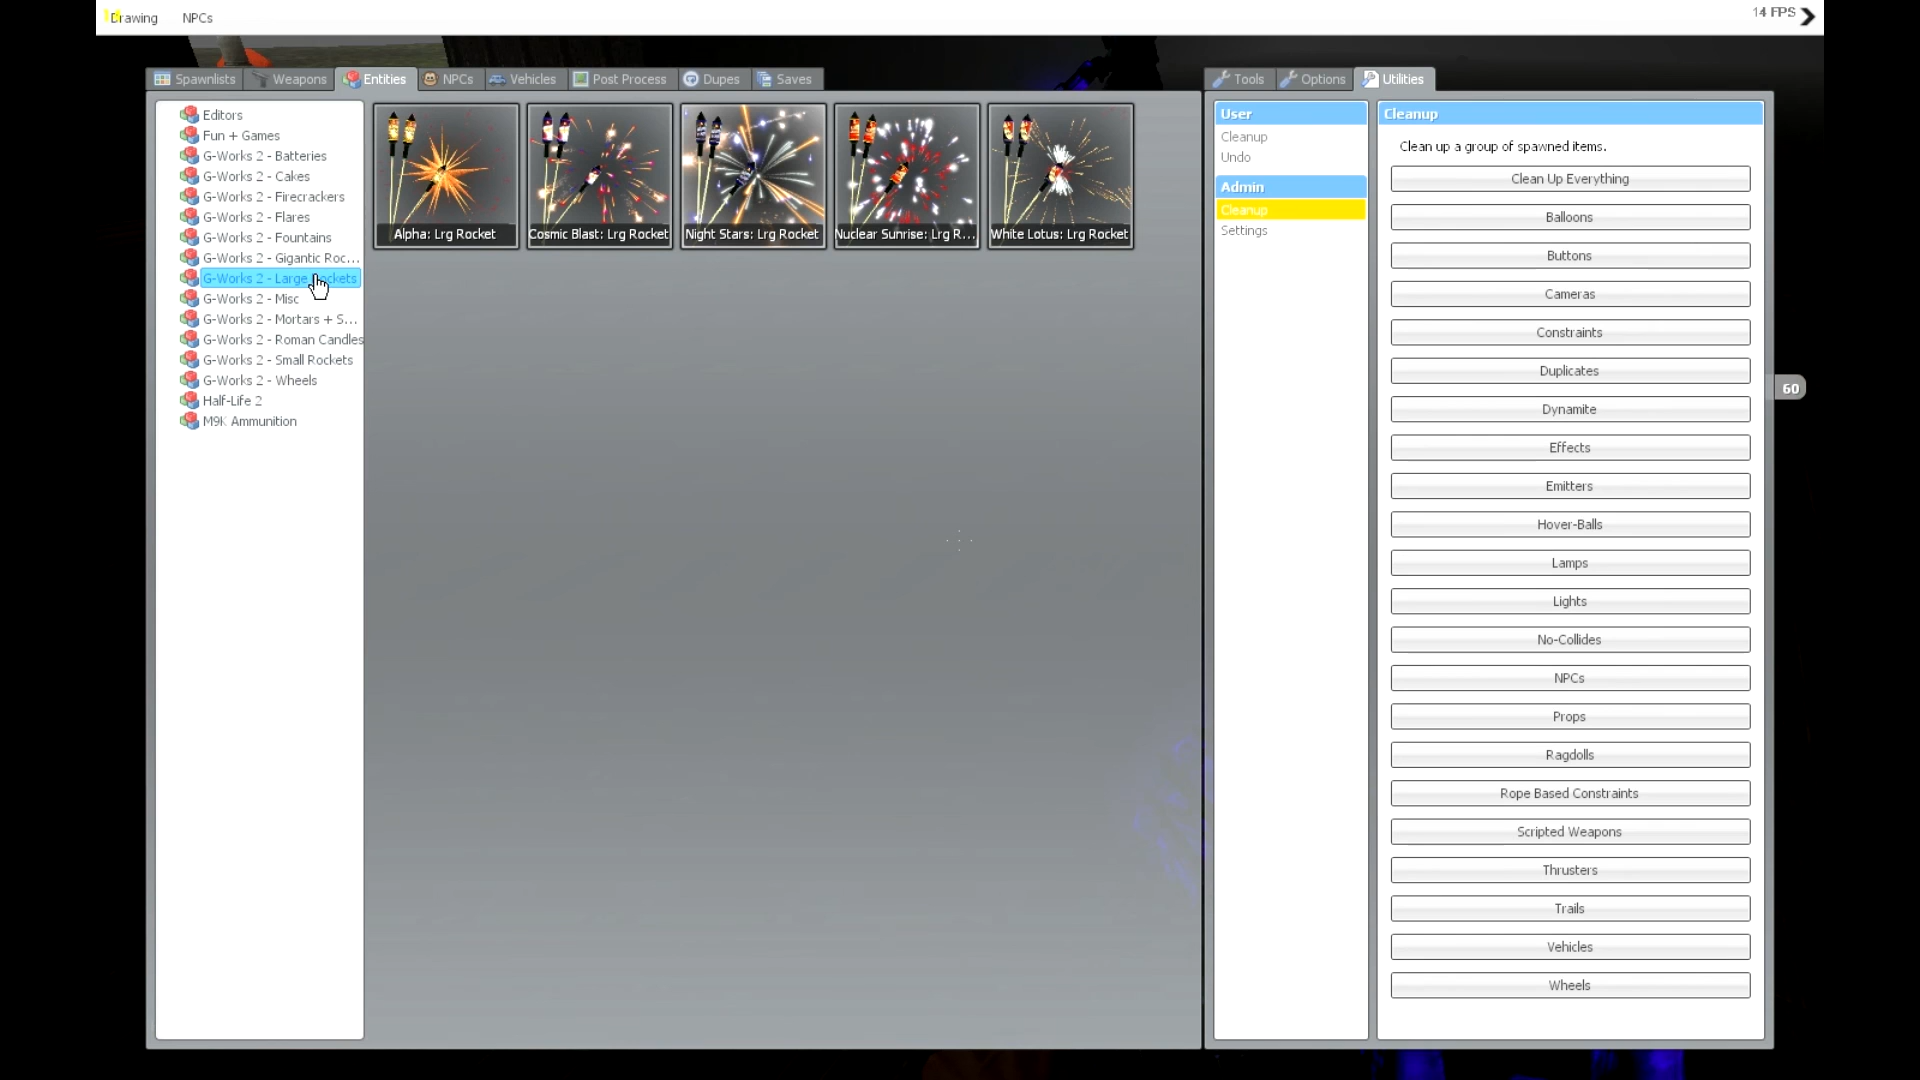 Drawing NPCs
14 FPS
Spawnlists Weapons Entities NPCs Vehicles Post Process Dupes Saves
Editors
Fun + Games
G-Works 2 - Batteries
G-Works 2 - Cakes
G-Works 2 - Firecrackers
G-Works 2 - Flares
G-Works 2 - Fountains
G-Works 2 - Gigantic Roc...
G-Works 2 - Large
G-Works 2 - Misc
G-Works 2 - Mortars + S...
G-Works 2 - Roman Candles
G-Works 2 - Small Rockets
G-Works 2 - Wheels
Half-Life 2
M9K Ammunition
Alpha: Lrg Rocket
Cosmic Blast: Lrg Rocket
Night Stars: Lrg Rocket
Nuclear Sunrise: Lrg R...
White Lotus: Lrg Rocket
Tools Options Utilities
User
Cleanup
Undo
Admin
Cleanup
Settings
Cleanup
Clean up a group of spawned items.
Clean Up Everything
Balloons
Buttons
Cameras
Constraints
Duplicates
Dynamite
Effects
Emitters
Hover-Balls
Lamps
Lights
No-Collides
NPCs
Props
Ragdolls
Rope Based Constraints
Scripted Weapons
Thrusters
Trails
Vehicles
Wheels
60